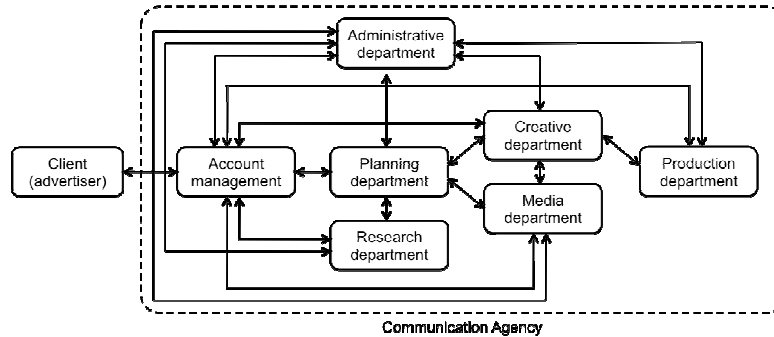 Administrative
department
Creative
department
Client
(advertiser)
Account
management
Planning
department
Production
department
Media
department
Research
department
Communication Agency